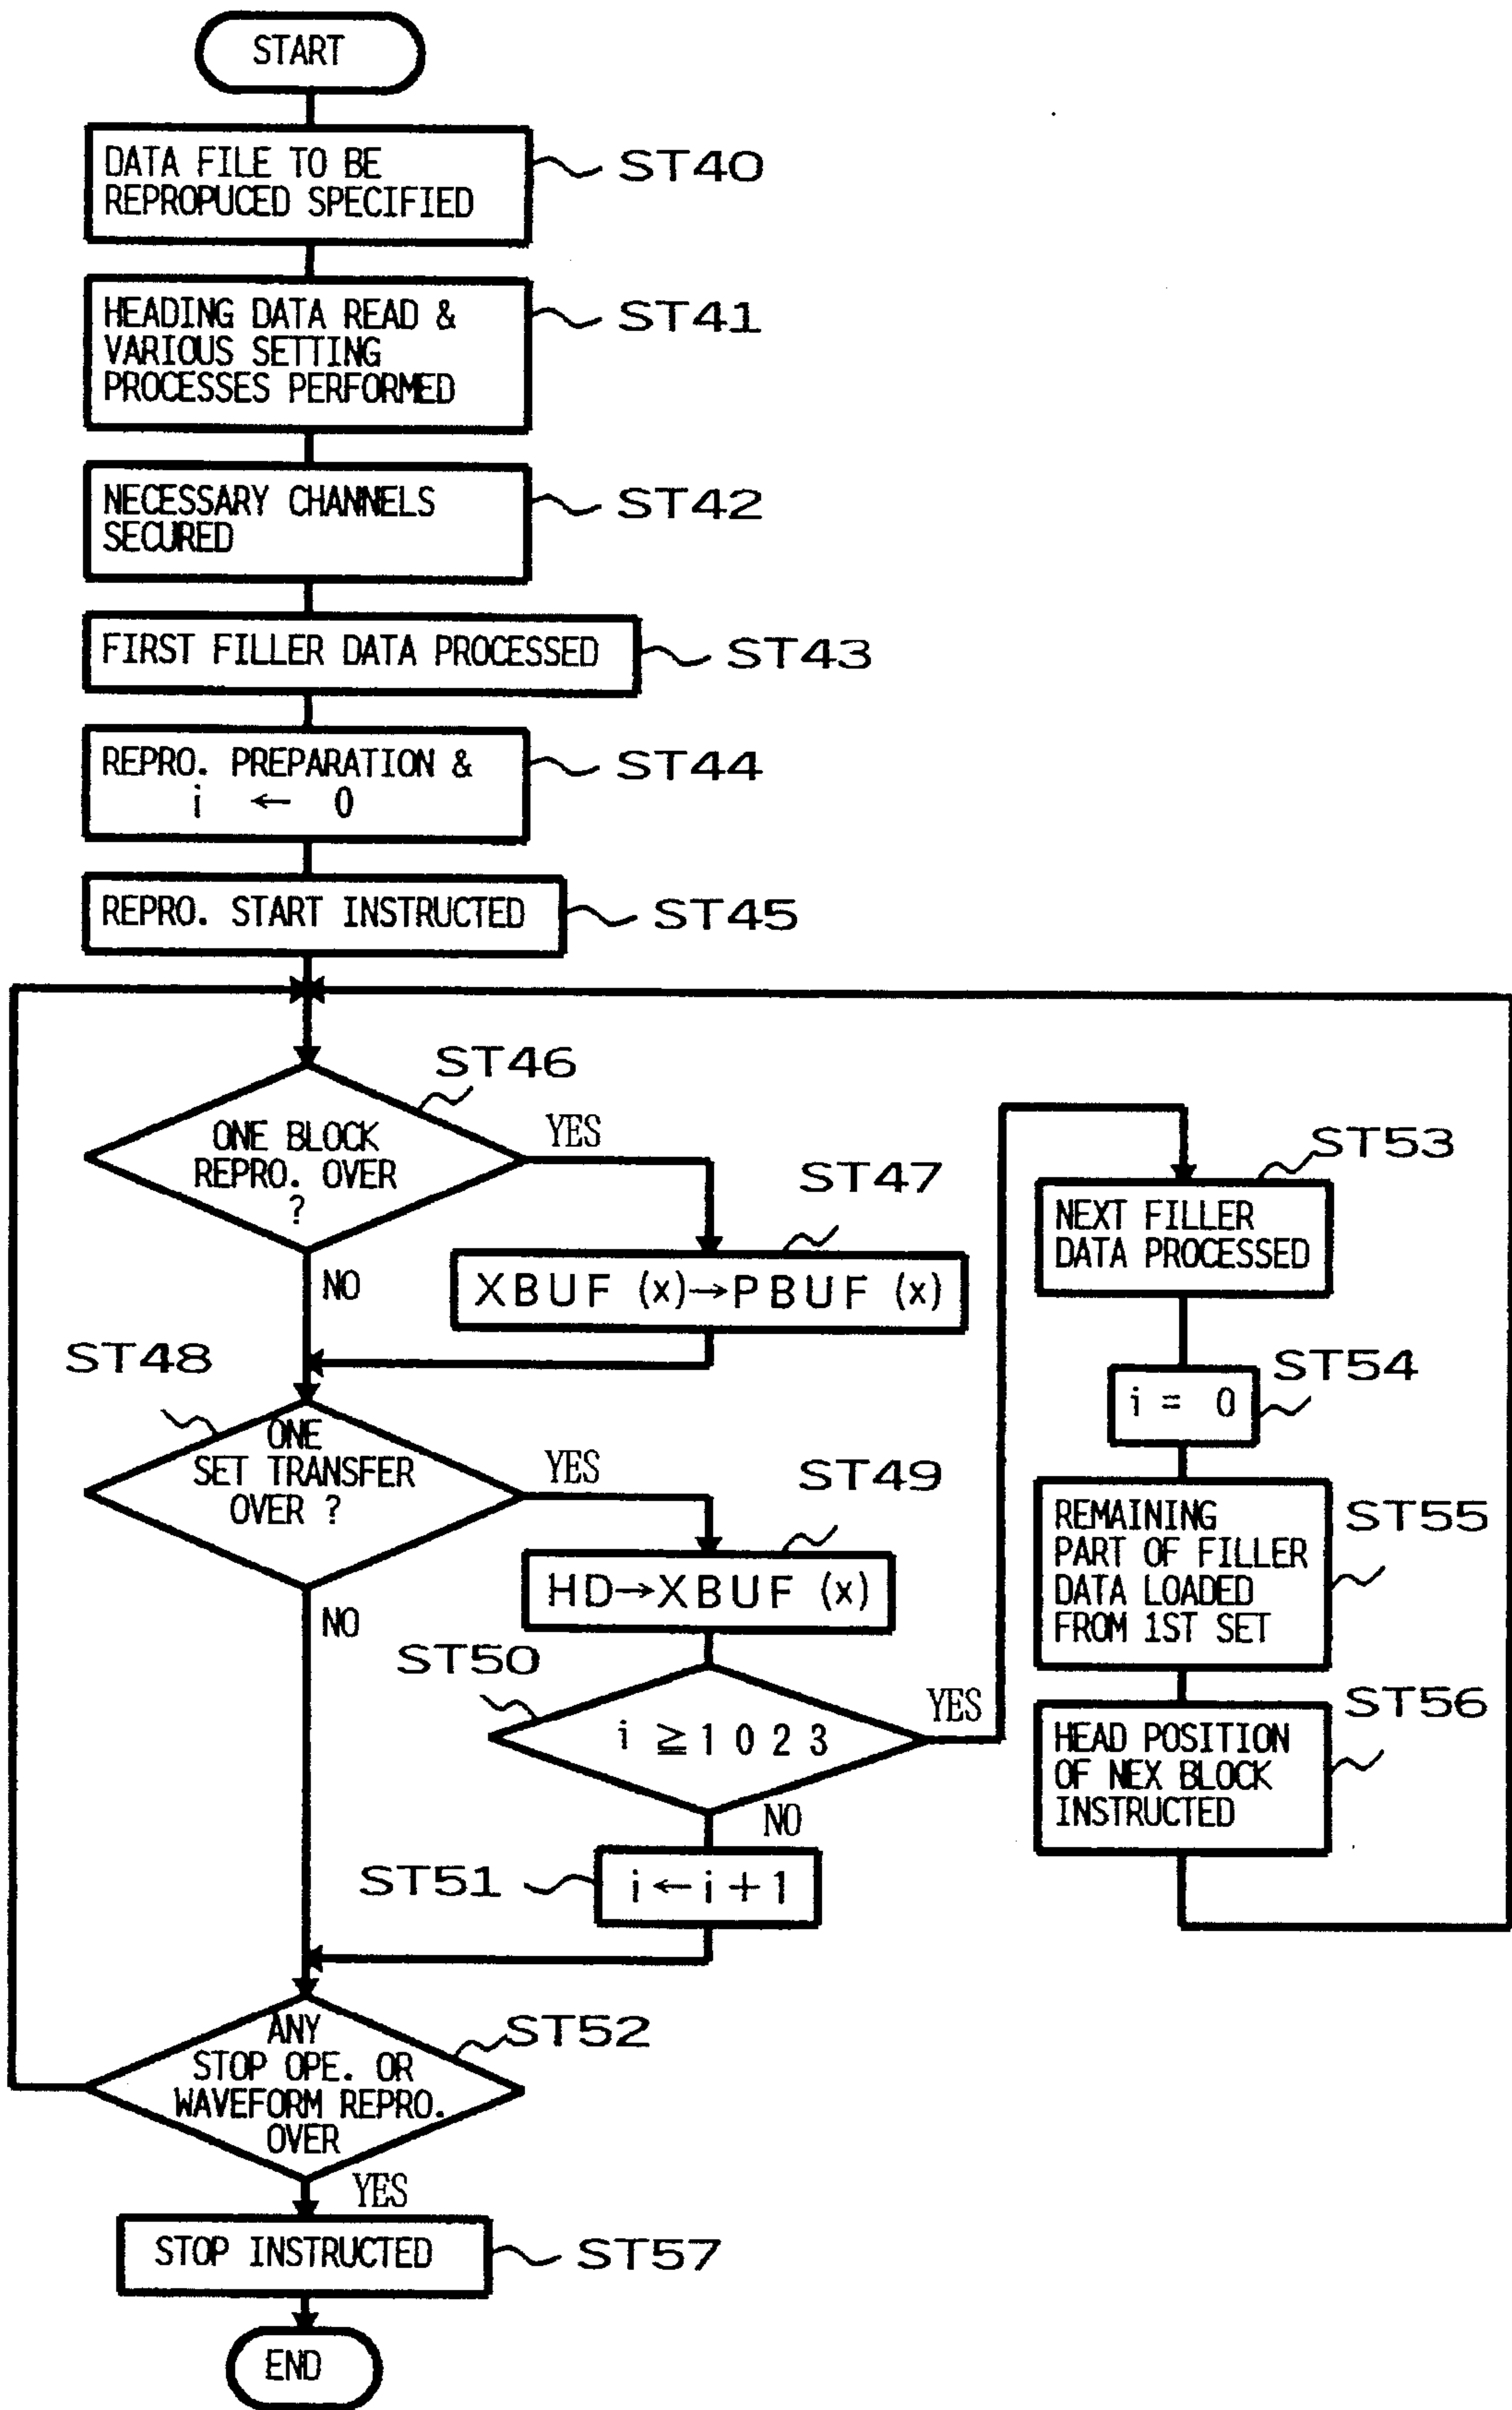 START
DATA FILE TO BE
REPROPUCED SPECIFIED
ST40
HEADING DATA READ &
VARIOUS SETTING
PROCESSES PERFORMED
ST41
NECESSARY CHANNELS
SECURED
ST42
FIRST FILLER DATA PROCESSED
ST43
REPRO. PREPARATION &
i ← 0
ST44
REPRO. START INSTRUCTED
ST45
ST46
ONE BLOCK
REPRO. OVER
?
YES
NO
ST47
XBUF (x)→PBUF (x)
ST48
ONE
SET TRANSFER
OVER ?
YES
NO
ST49
HD→XBUF (x)
ST50
i ≧ 1 0 2 3
YES
NO
ST51
i ← i + 1
ST53
NEXT FILLER
DATA PROCESSED
ST54
i = 0
REMAINING
PART OF FILLER
DATA LOADED
FROM 1ST SET
ST55
ST56
HEAD POSITION
OF NEX BLOCK
INSTRUCTED
ANY
STOP OPE. OR
WAVEFORM REPRO.
OVER
ST52
YES
STOP INSTRUCTED
ST57
END